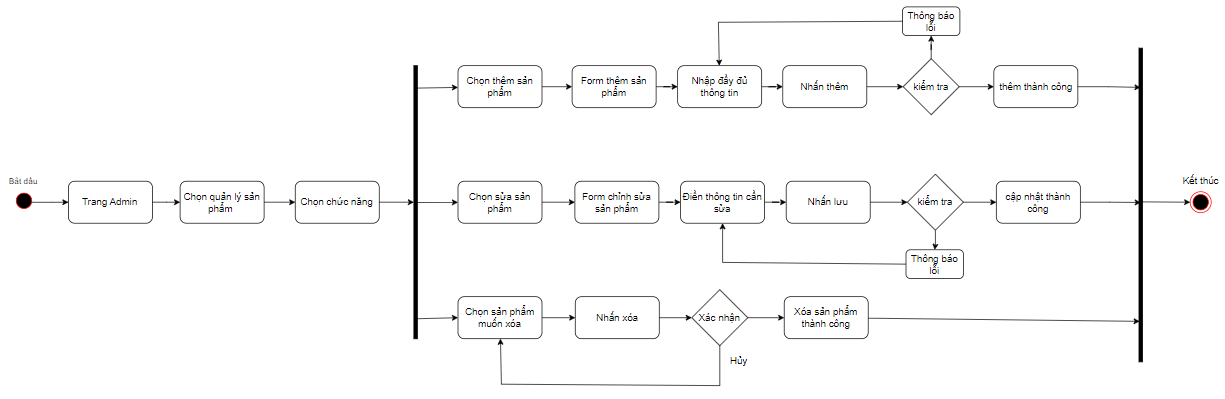 Thông báo
lỗi
Chọn thêm sản
phẩm
Form thêm sản
phẩm
Nhập đầy đủ
thông tin
Nhấn thêm
kiểm tra
thêm thành công
Bắt đầu
Trang Admin
Chọn quản lý sản
phẩm
Chọn chức năng
Chọn sửa sản
phẩm
Form chỉnh sửa
sản phẩm
Điền thông tin cần
sửa
Nhấn lưu
kiểm tra
cập nhật thành
công
Kết thúc
Thông báo
lỗi
Chọn sản phẩm
muốn xóa
Nhấn xóa
Xác nhận
Xóa sản phẩm
thành công
Hủy